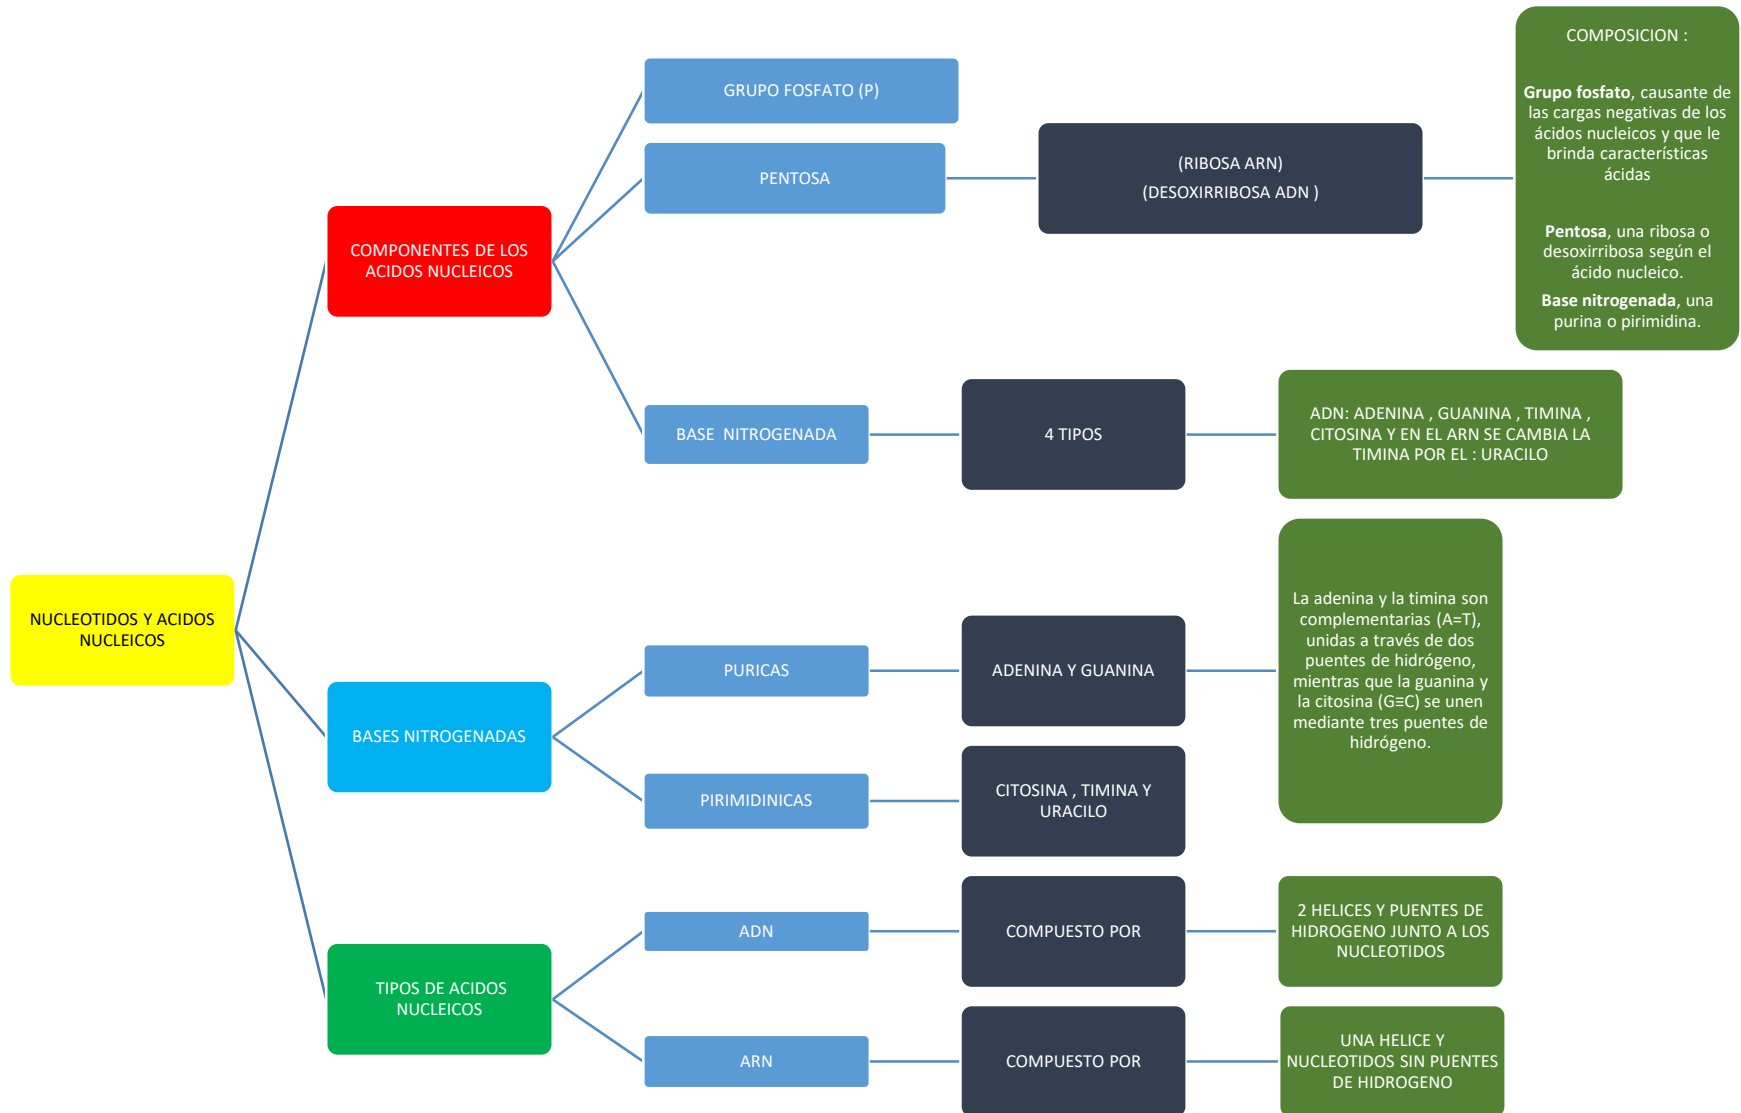 NUCLEOTIDOS Y ACIDOS
NUCLEICOS
COMPONENTES DE LOS
ACIDOS NUCLEICOS
GRUPO FOSFATO (P)
PENTOSA
(RIBOSA ARN)
(DESOXIRRIBOSA ADN )
COMPOSICION :
Grupo fosfato, causante de
las cargas negativas de los
ácidos nucleicos y que le
brinda características
ácidas
Pentosa, una ribosa o
desoxirribosa según el
ácido nucleico.
Base nitrogenada, una
purina o pirimidina.
BASE NITROGENADA
4 TIPOS
ADN: ADENINA , GUANINA , TIMINA ,
CITOSINA Y EN EL ARN SE CAMBIA LA
TIMINA POR EL : URACILO
BASES NITROGENADAS
PURICAS
ADENINA Y GUANINA
La adenina y la timina son
complementarias (A=T),
unidas a través de dos
puentes de hidrógeno,
mientras que la guanina y
la citosina (G≡C) se unen
mediante tres puentes de
hidrógeno.
PIRIMIDINICAS
CITOSINA , TIMINA Y
URACILO
TIPOS DE ACIDOS
NUCLEICOS
ADN
COMPUESTO POR
2 HELICES Y PUENTES DE
HIDROGENO JUNTO A LOS
NUCLEOTIDOS
ARN
COMPUESTO POR
UNA HELICE Y
NUCLEOTIDOS SIN PUENTES
DE HIDROGENO